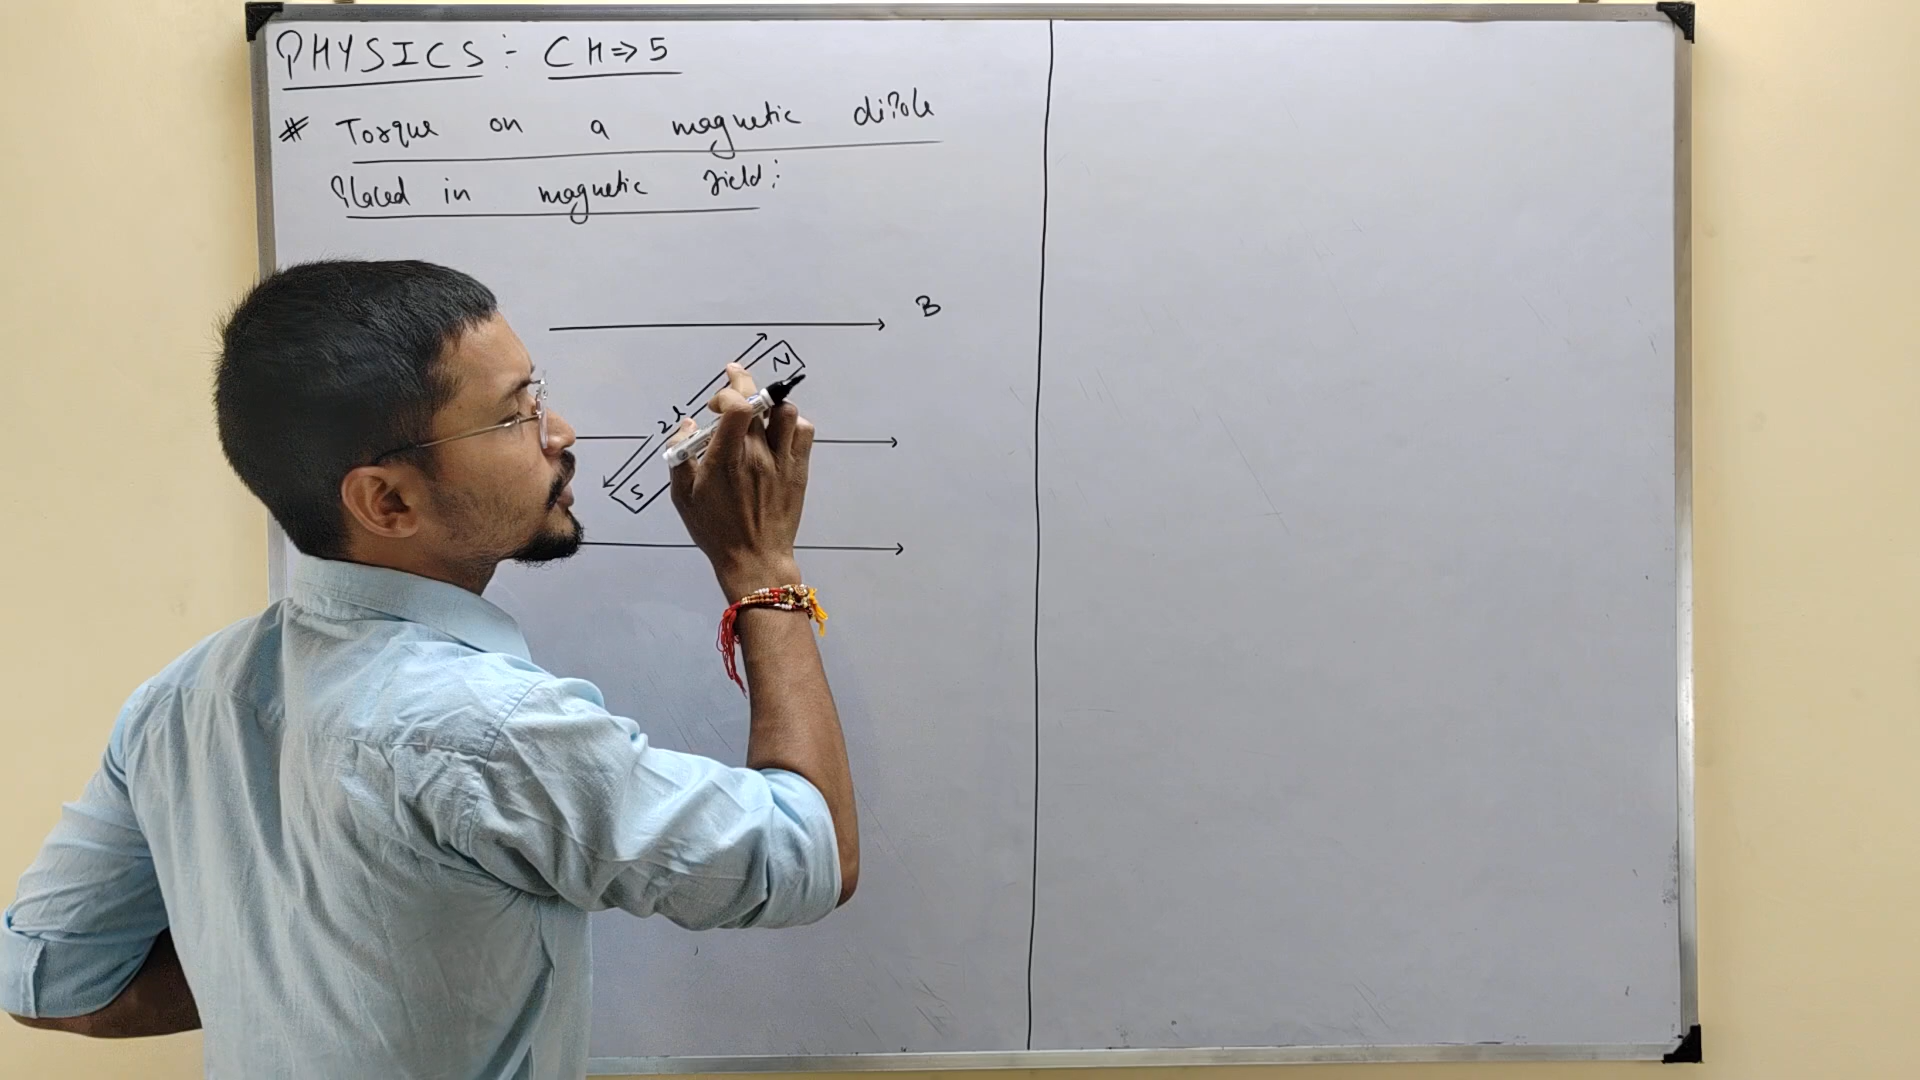 PHYSICS :- CH⇒5
# Torque on a magnetic dipole
Placed in magnetic field:
B
N
2l
S